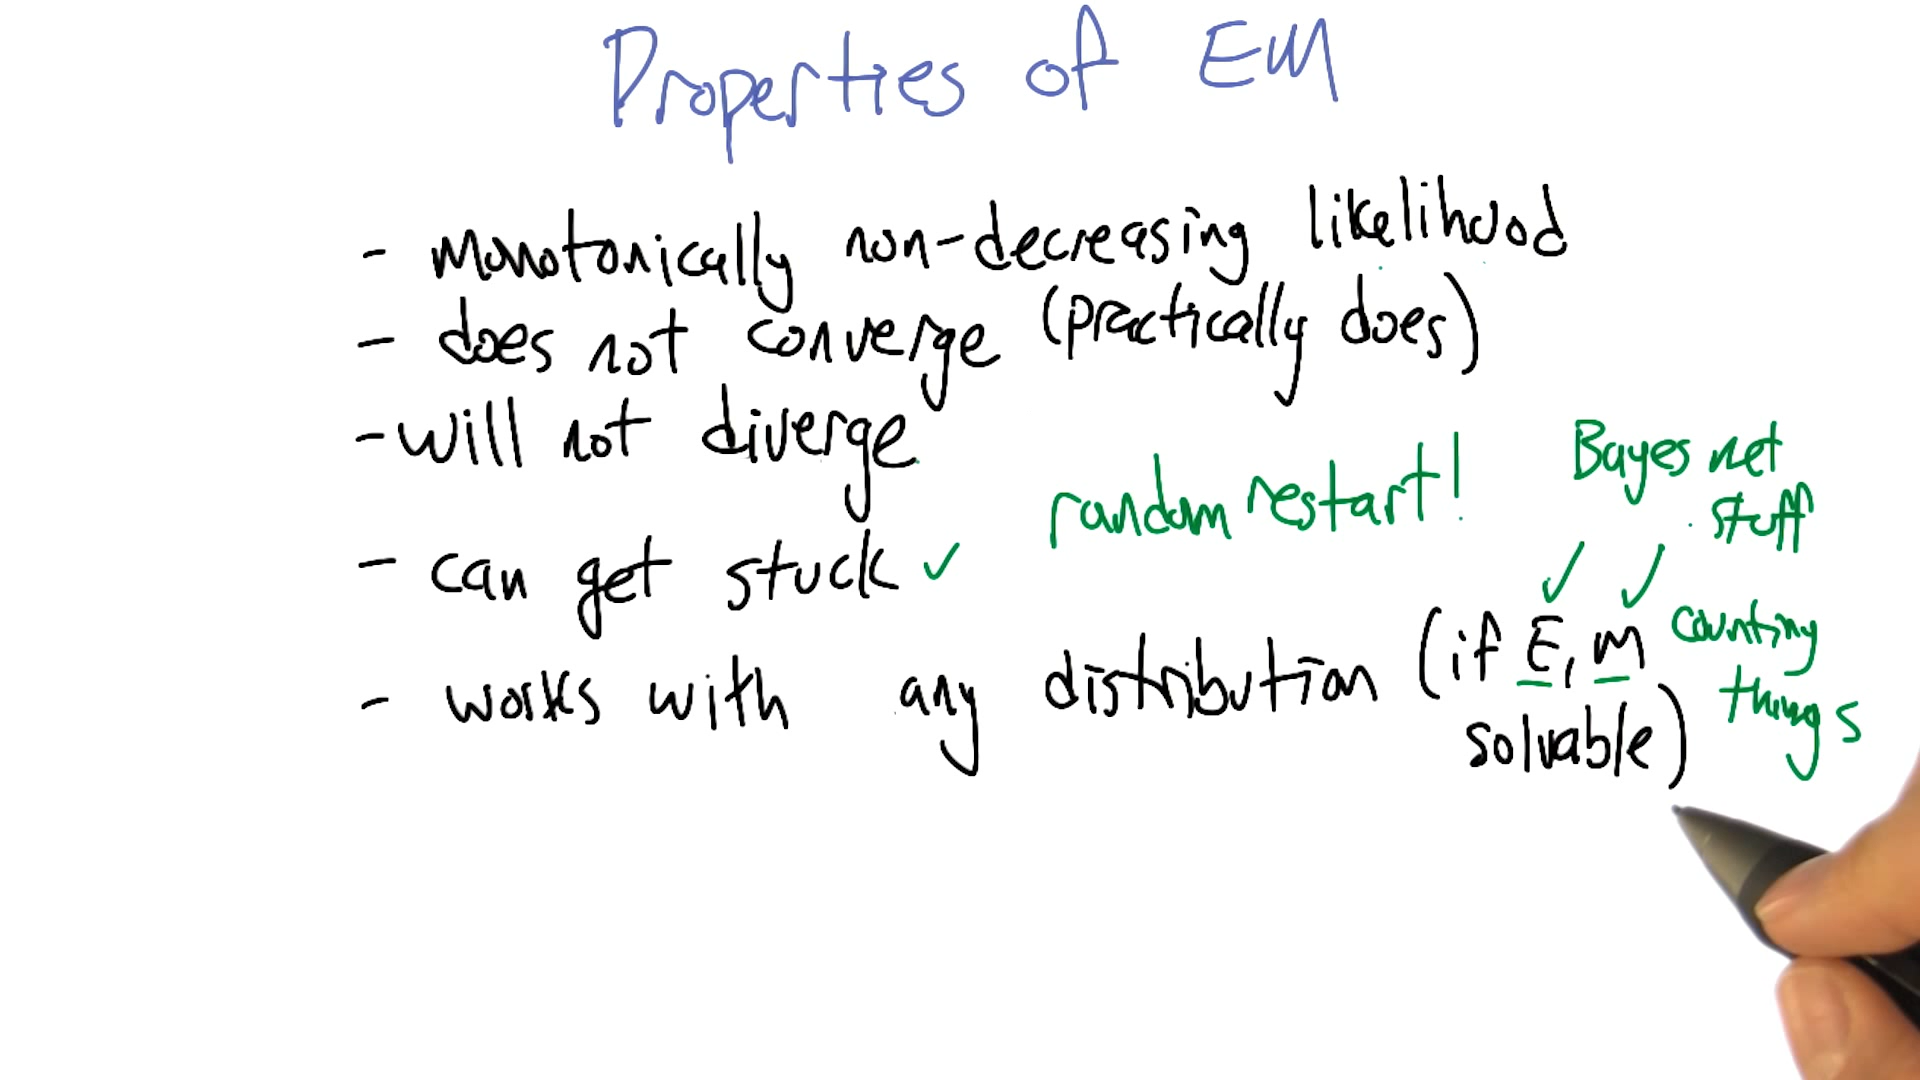 Properties of EM
- monotonically non-decreasing likelihood
- does not converge (practically does)
- will not diverge
random restart!
Bayes net
stuff
- can get stuck ✓
- works with any distribution (if E, M
solvable)
counting
things